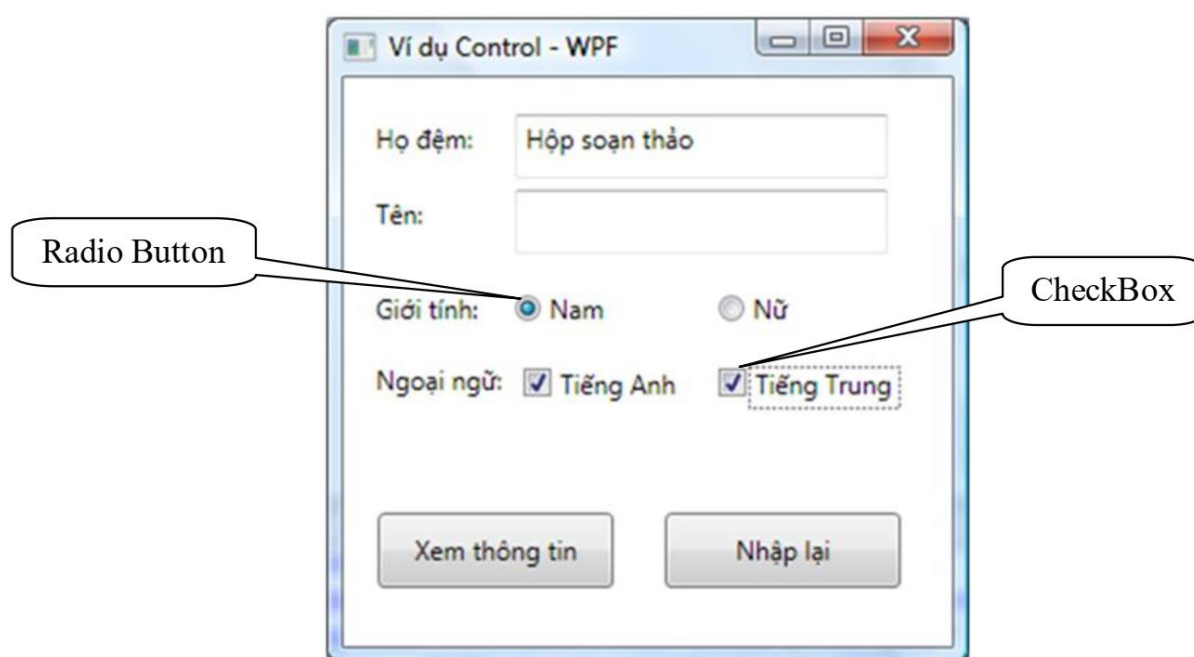 Ví dụ Control - WPF
Họ đệm: Hộp soạn thảo
Tên:
Radio Button
Giới tính: Nam Nữ
CheckBox
Ngoại ngữ: Tiếng Anh Tiếng Trung
Xem thông tin Nhập lại